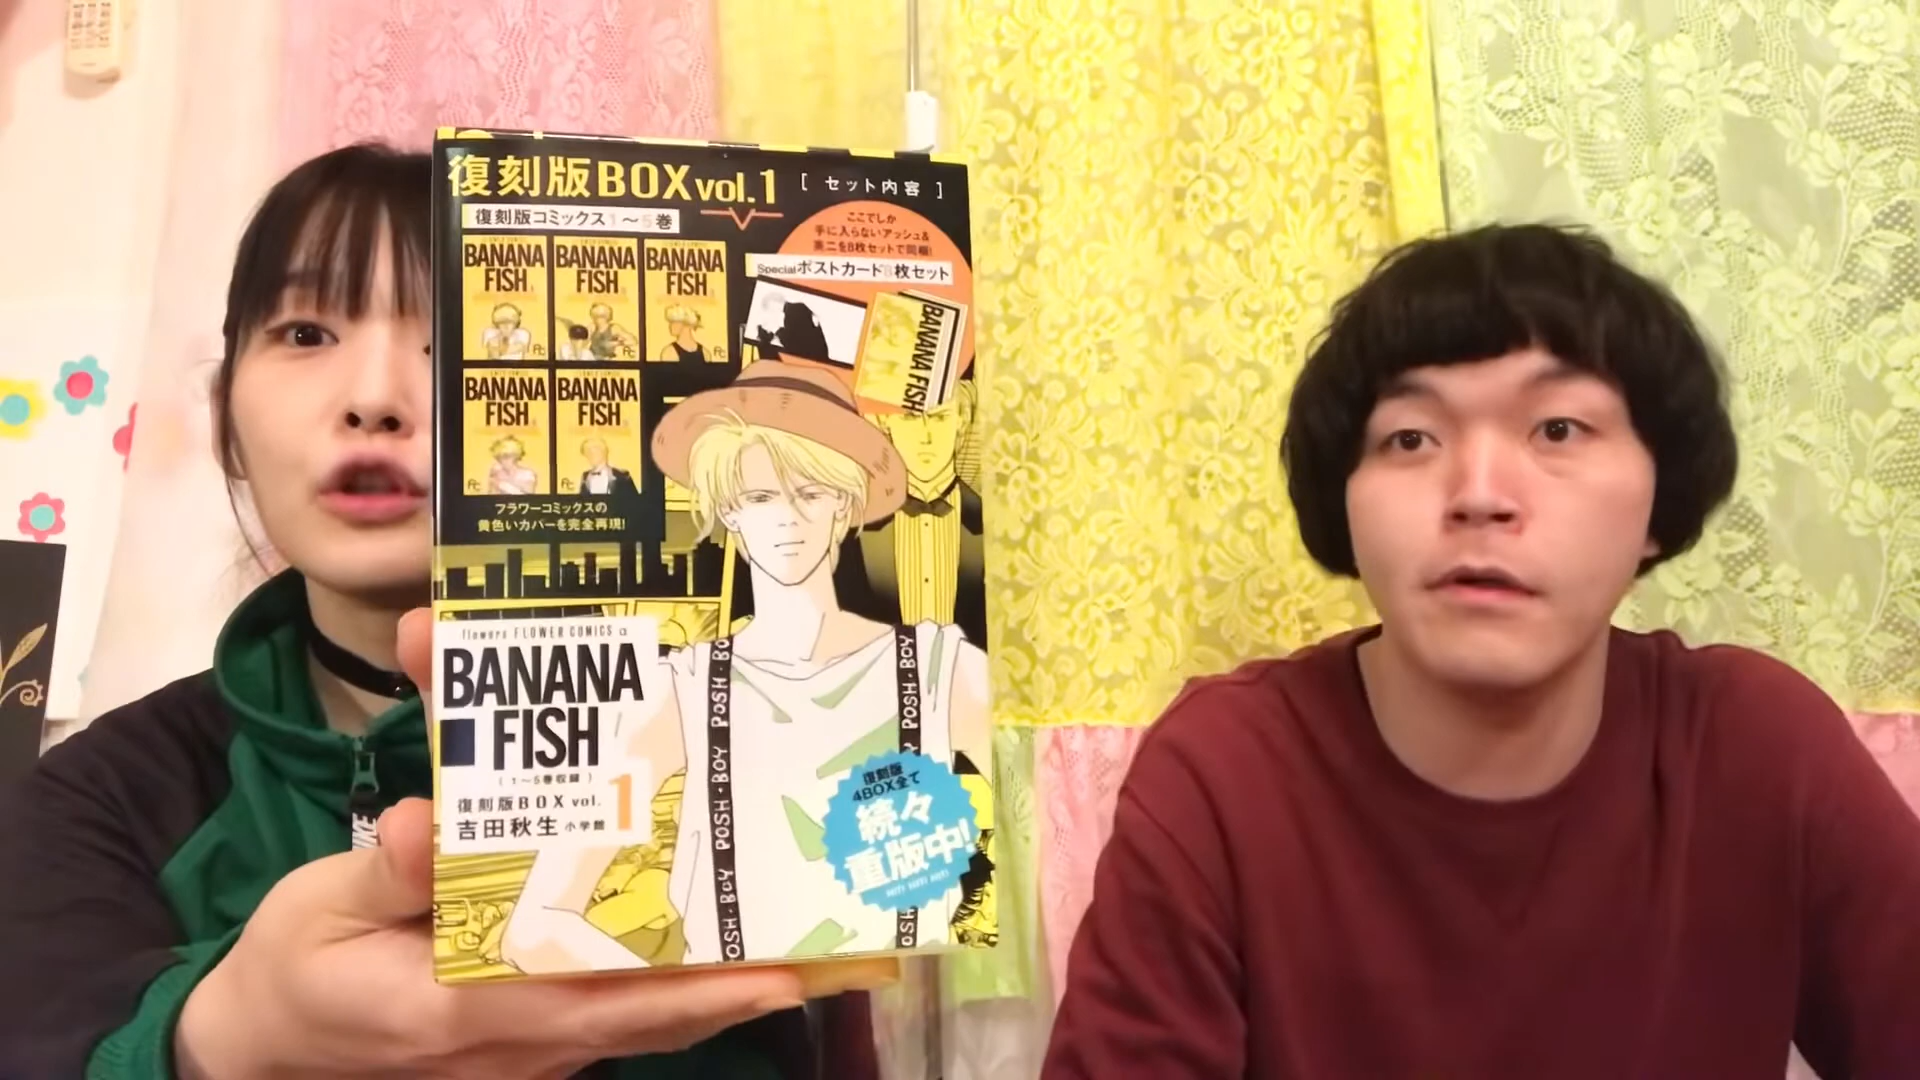 復刻版BOX vol.1 [ セット内容 ]
復刻版コミックス1〜5巻
ここでしか
手に入らないアッシュ&
英二を8枚セットで同梱!
Specialポストカード8枚セット
BANANA FISH
BANANA FISH
BANANA FISH
BANANA FISH
BANANA FISH
BANANA FISH
フラワーコミックスの
黄色いカバーを完全再現!
flowers FLOWER COMICS α
BANANA
FISH
(1〜5巻収録)
復刻版BOX vol. 1
吉田秋生 小学館
POSH・BOY POSH・BOY POSH・BO
POSH・BOY
復刻版
4BOX全て
続々
重版中!